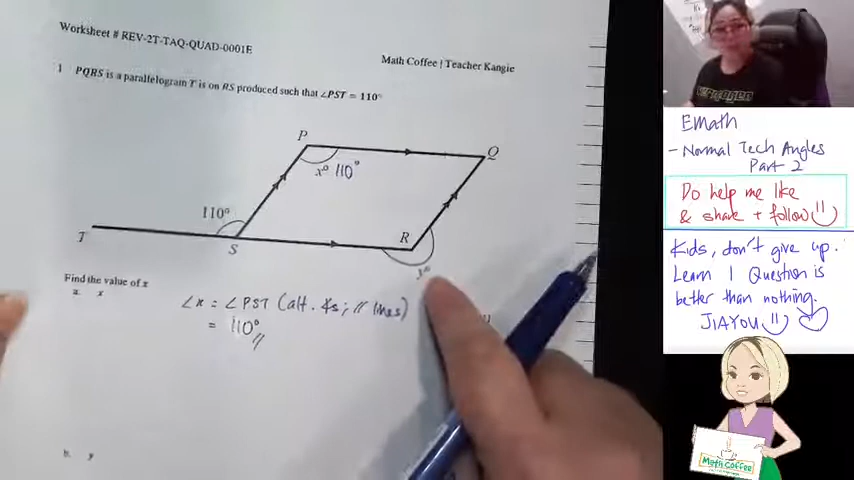 Worksheet # REV-2T-TAQ-QUAD-0001E
Math Coffee | Teacher Kangie
1 PQRS is a parallelogram T is on RS produced such that ∠PST = 110°
P
Q
x° 110°
110°
R
T
S
y°
Find the value of x
a. x
∠x = ∠PST (alt. ∠s; // lines)
= 110°
b. y
EMath
- Normal Tech Angles
Part 2
Do help me like
& share + follow
Kids, don't give up.
Learn 1 Question is
better than nothing.
JIAYOU
Math Coffee